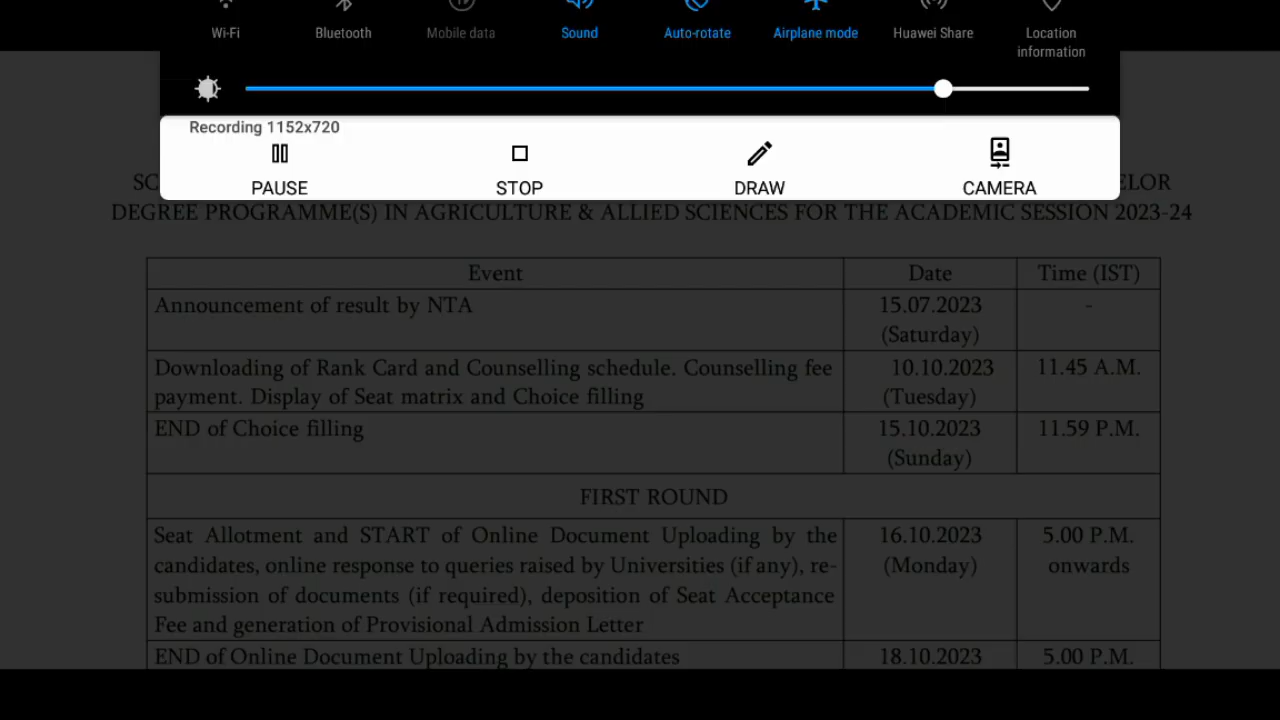 Wi-Fi Bluetooth Mobile data Sound Auto-rotate Airplane mode Huawei Share Location
information
Recording 1152x720
PAUSE STOP DRAW CAMERA
SC ELOR
DEGREE PROGRAMME(S) IN AGRICULTURE & ALLIED SCIENCES FOR THE ACADEMIC SESSION 2023-24
Event Date Time (IST)
Announcement of result by NTA 15.07.2023 -
(Saturday)
Downloading of Rank Card and Counselling schedule. Counselling fee 10.10.2023 11.45 A.M.
payment. Display of Seat matrix and Choice filling (Tuesday)
END of Choice filling 15.10.2023 11.59 P.M.
(Sunday)
FIRST ROUND
Seat Allotment and START of Online Document Uploading by the 16.10.2023 5.00 P.M.
candidates, online response to queries raised by Universities (if any), re- (Monday) onwards
submission of documents (if required), deposition of Seat Acceptance
Fee and generation of Provisional Admission Letter
END of Online Document Uploading by the candidates 18.10.2023 5.00 P.M.